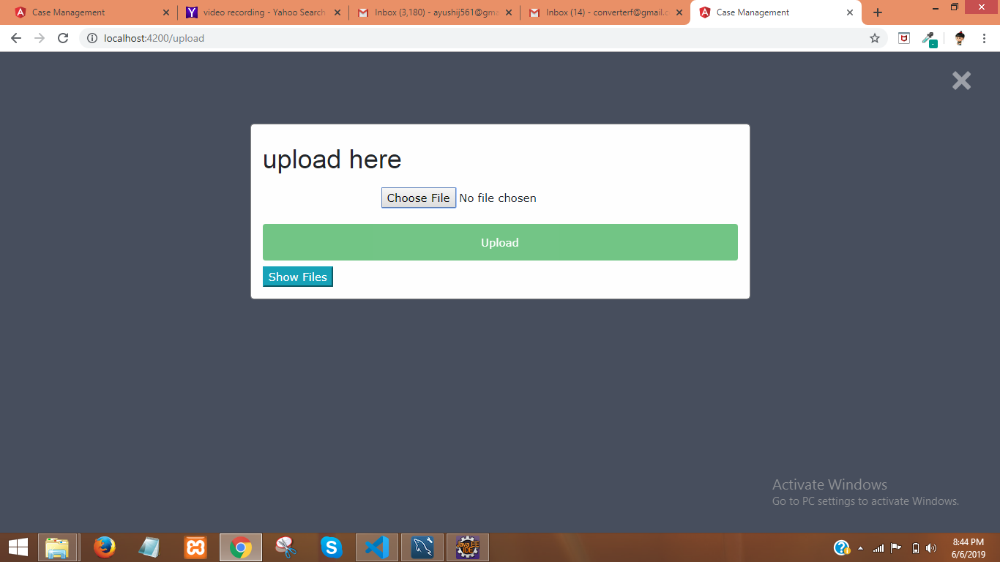 Case Management
video recording - Yahoo Search
Inbox (3,180) - ayushij561@gma
Inbox (14) - converterf@gmail.c
Case Management
localhost:4200/upload
upload here
Choose File No file chosen
Upload
Show Files
Activate Windows
Go to PC settings to activate Windows.
Java EE
IDE
8:44 PM
6/6/2019